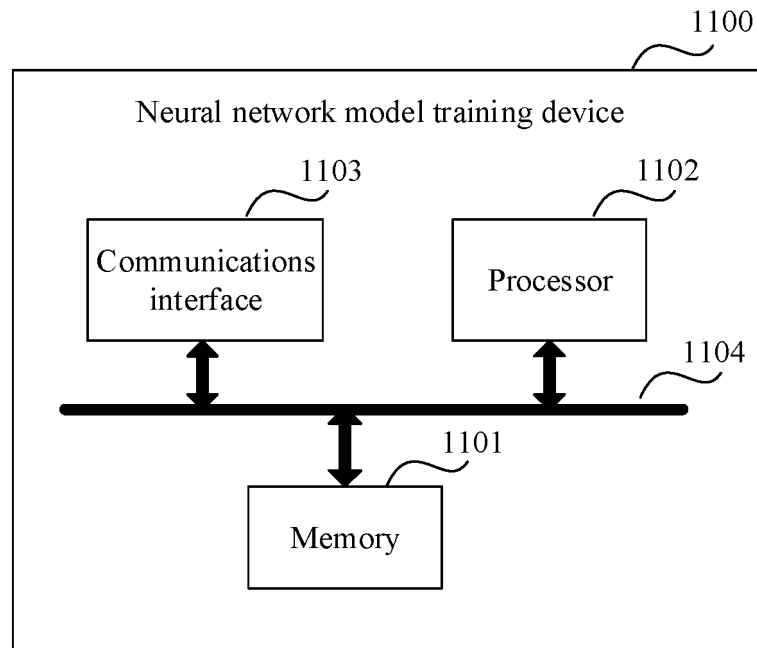 1100
Neural network model training device
1103
1102
Communications
interface
Processor
1104
1101
Memory